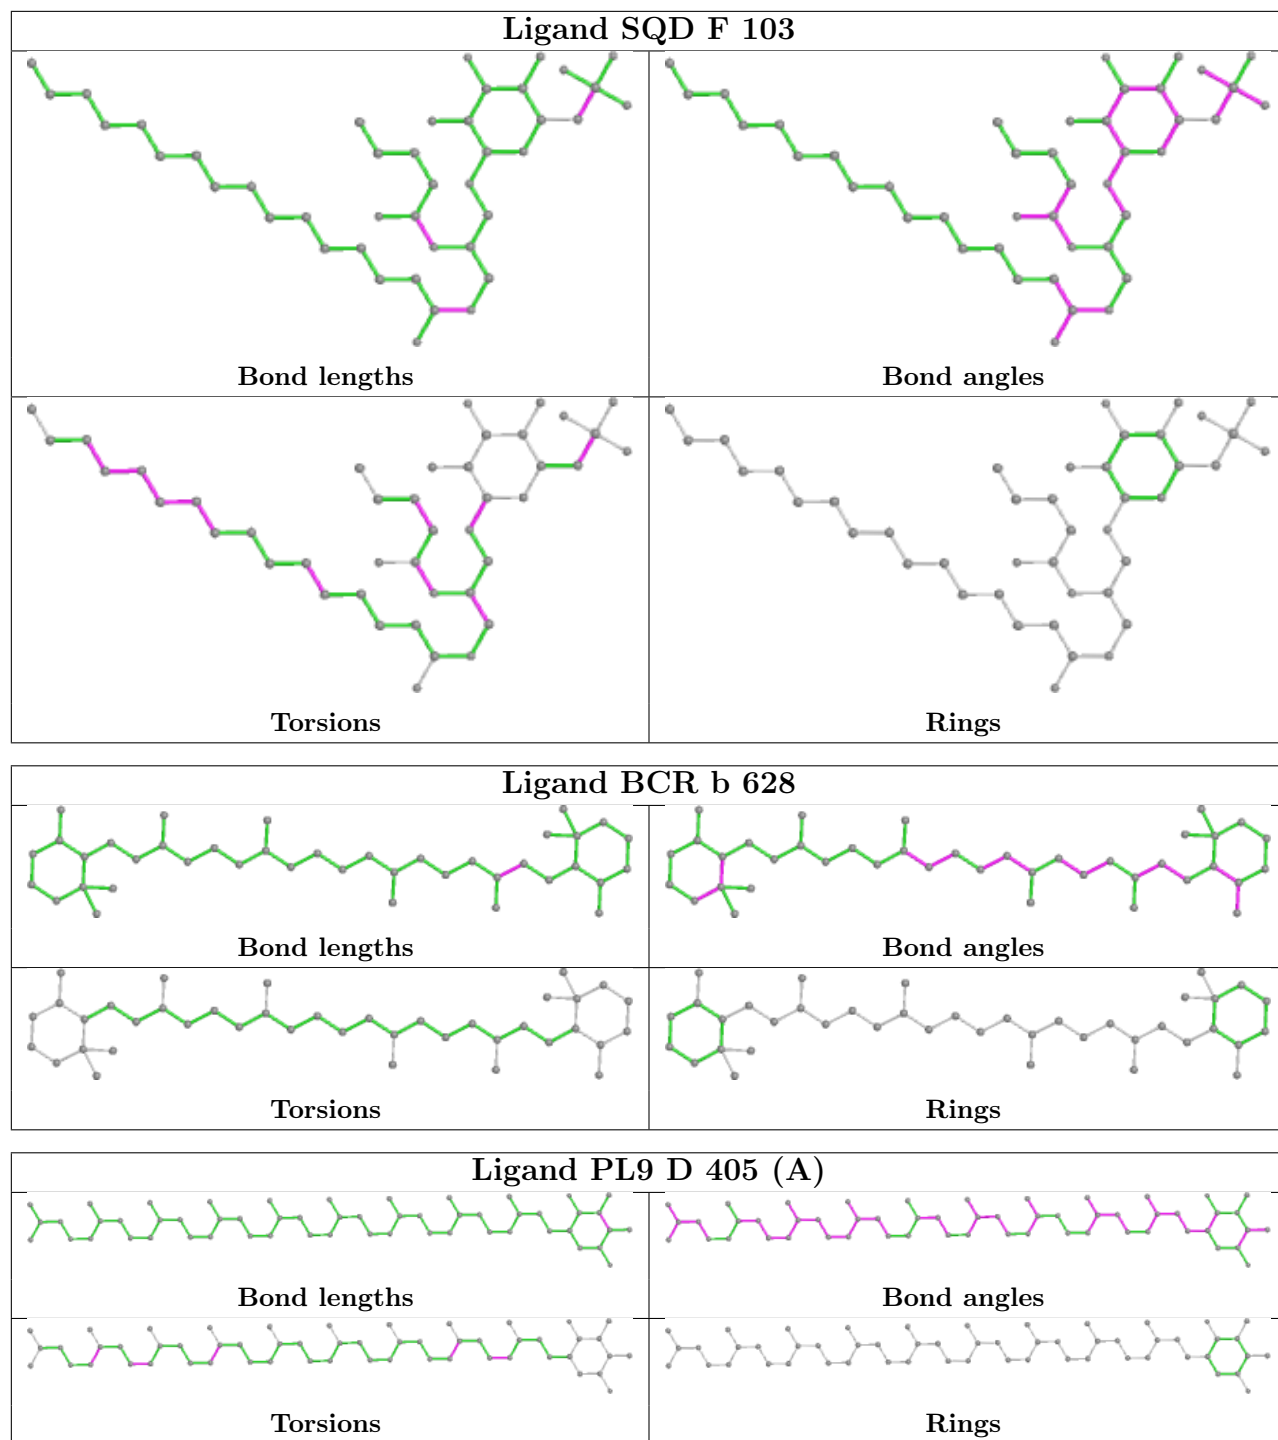 Ligand SQD F 103
Bond lengths
Bond angles
Torsions
Rings
Ligand BCR b 628
Bond lengths
Bond angles
Torsions
Rings
Ligand PL9 D 405 (A)
Bond lengths
Bond angles
Torsions
Rings